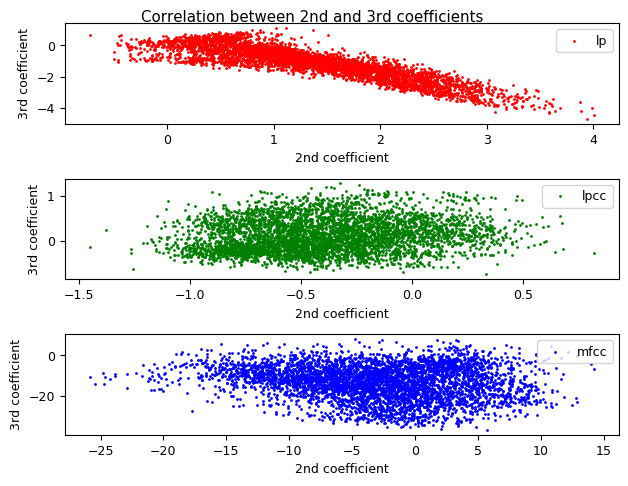 Correlation between 2nd and 3rd coefficients
3rd coefficient
0
−2
−4
lp
0 1 2 3 4
2nd coefficient
3rd coefficient
1
0
lpcc
−1.5 −1.0 −0.5 0.0 0.5
2nd coefficient
3rd coefficient
0
−20
mfcc
−25 −20 −15 −10 −5 0 5 10 15
2nd coefficient